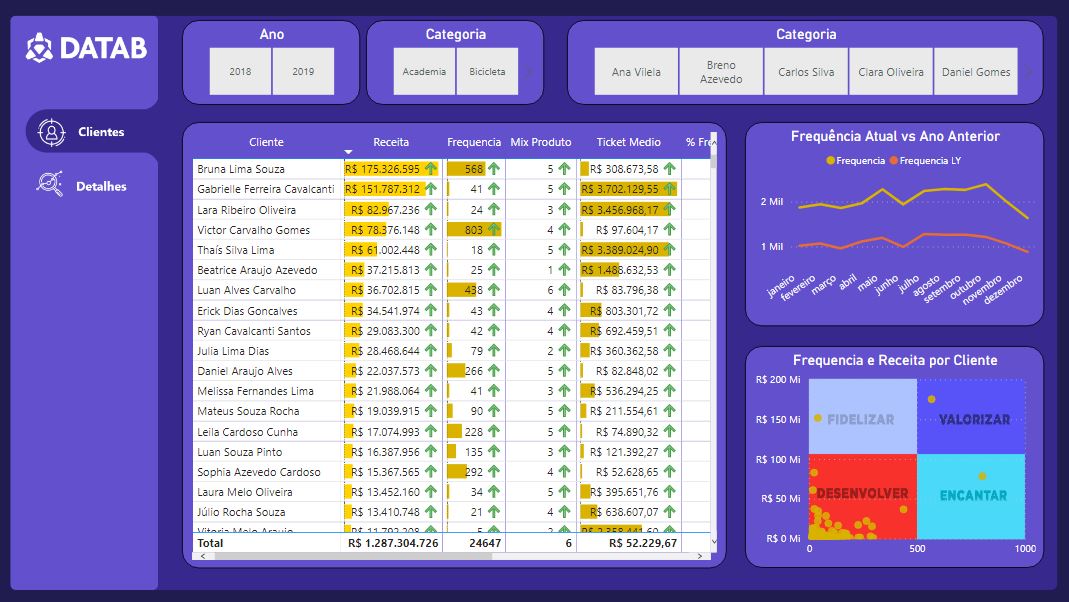 DATAB
Clientes
Detalhes
Ano
2018 2019
Categoria
Academia Bicicleta
Categoria
Ana Vilela Breno Azevedo Carlos Silva Clara Oliveira Daniel Gomes
Cliente Receita Frequencia Mix Produto Ticket Medio % Fr
Bruna Lima Souza R$ 175.326.595 568 5 R$ 308.673,58
Gabrielle Ferreira Cavalcanti R$ 151.787.312 41 5 R$ 3.702.129,55
Lara Ribeiro Oliveira R$ 82.967.236 24 3 R$ 3.456.968,17
Victor Carvalho Gomes R$ 78.376.148 803 4 R$ 97.604,17
Thaís Silva Lima R$ 61.002.448 18 5 R$ 3.389.024,90
Beatrice Araujo Azevedo R$ 37.215.813 25 1 R$ 1.488.632,53
Luan Alves Carvalho R$ 36.702.815 438 6 R$ 83.796,38
Erick Dias Goncalves R$ 34.541.974 43 4 R$ 803.301,72
Ryan Cavalcanti Santos R$ 29.083.300 42 4 R$ 692.459,51
Julia Lima Dias R$ 28.468.644 79 2 R$ 360.362,58
Daniel Araujo Alves R$ 22.037.573 266 5 R$ 82.848,02
Melissa Fernandes Lima R$ 21.988.064 41 3 R$ 536.294,25
Mateus Souza Rocha R$ 19.039.915 90 5 R$ 211.554,61
Leila Cardoso Cunha R$ 17.074.993 228 5 R$ 74.890,32
Luan Souza Pinto R$ 16.387.956 135 3 R$ 121.392,27
Sophia Azevedo Cardoso R$ 15.367.565 292 4 R$ 52.628,65
Laura Melo Oliveira R$ 13.452.160 34 5 R$ 395.651,76
Júlio Rocha Souza R$ 13.410.748 21 4 R$ 638.607,07
Vitoria Melo Araujo R$ 11.792.208 5 2 R$ 2.358.441,60
Total R$ 1.287.304.726 24647 6 R$ 52.229,67
Frequência Atual vs Ano Anterior
Frequencia Frequencia LY
2 Mil
1 Mil
janeiro fevereiro março abril maio junho julho agosto setembro outubro novembro dezembro
Frequencia e Receita por Cliente
R$ 200 Mi
R$ 150 Mi
R$ 100 Mi
R$ 50 Mi
R$ 0 Mi
FIDELIZAR VALORIZAR
DESENVOLVER ENCANTAR
0 500 1000